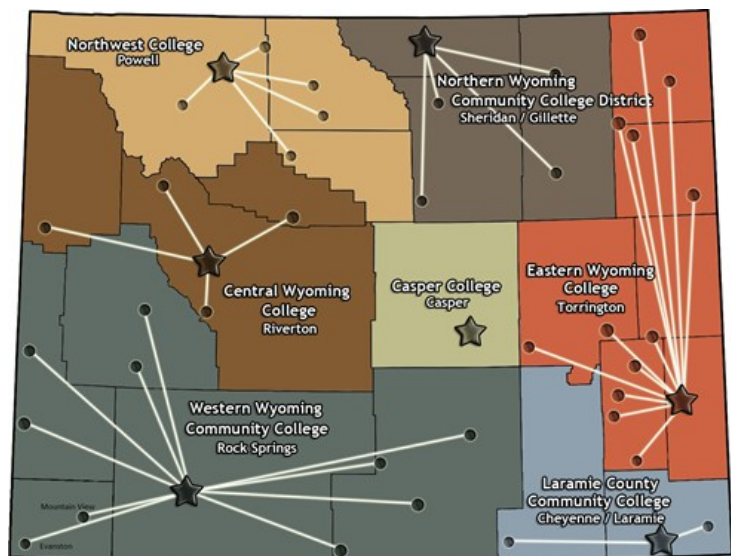 Northwest College
Powell
Northern Wyoming
Community College District
Sheridan / Gillette
Central Wyoming
College
Riverton
Casper College
Casper
Eastern Wyoming
College
Torrington
Western Wyoming
Community College
Rock Springs
Laramie County
Community College
Cheyenne / Laramie
Mountain View
Evanston